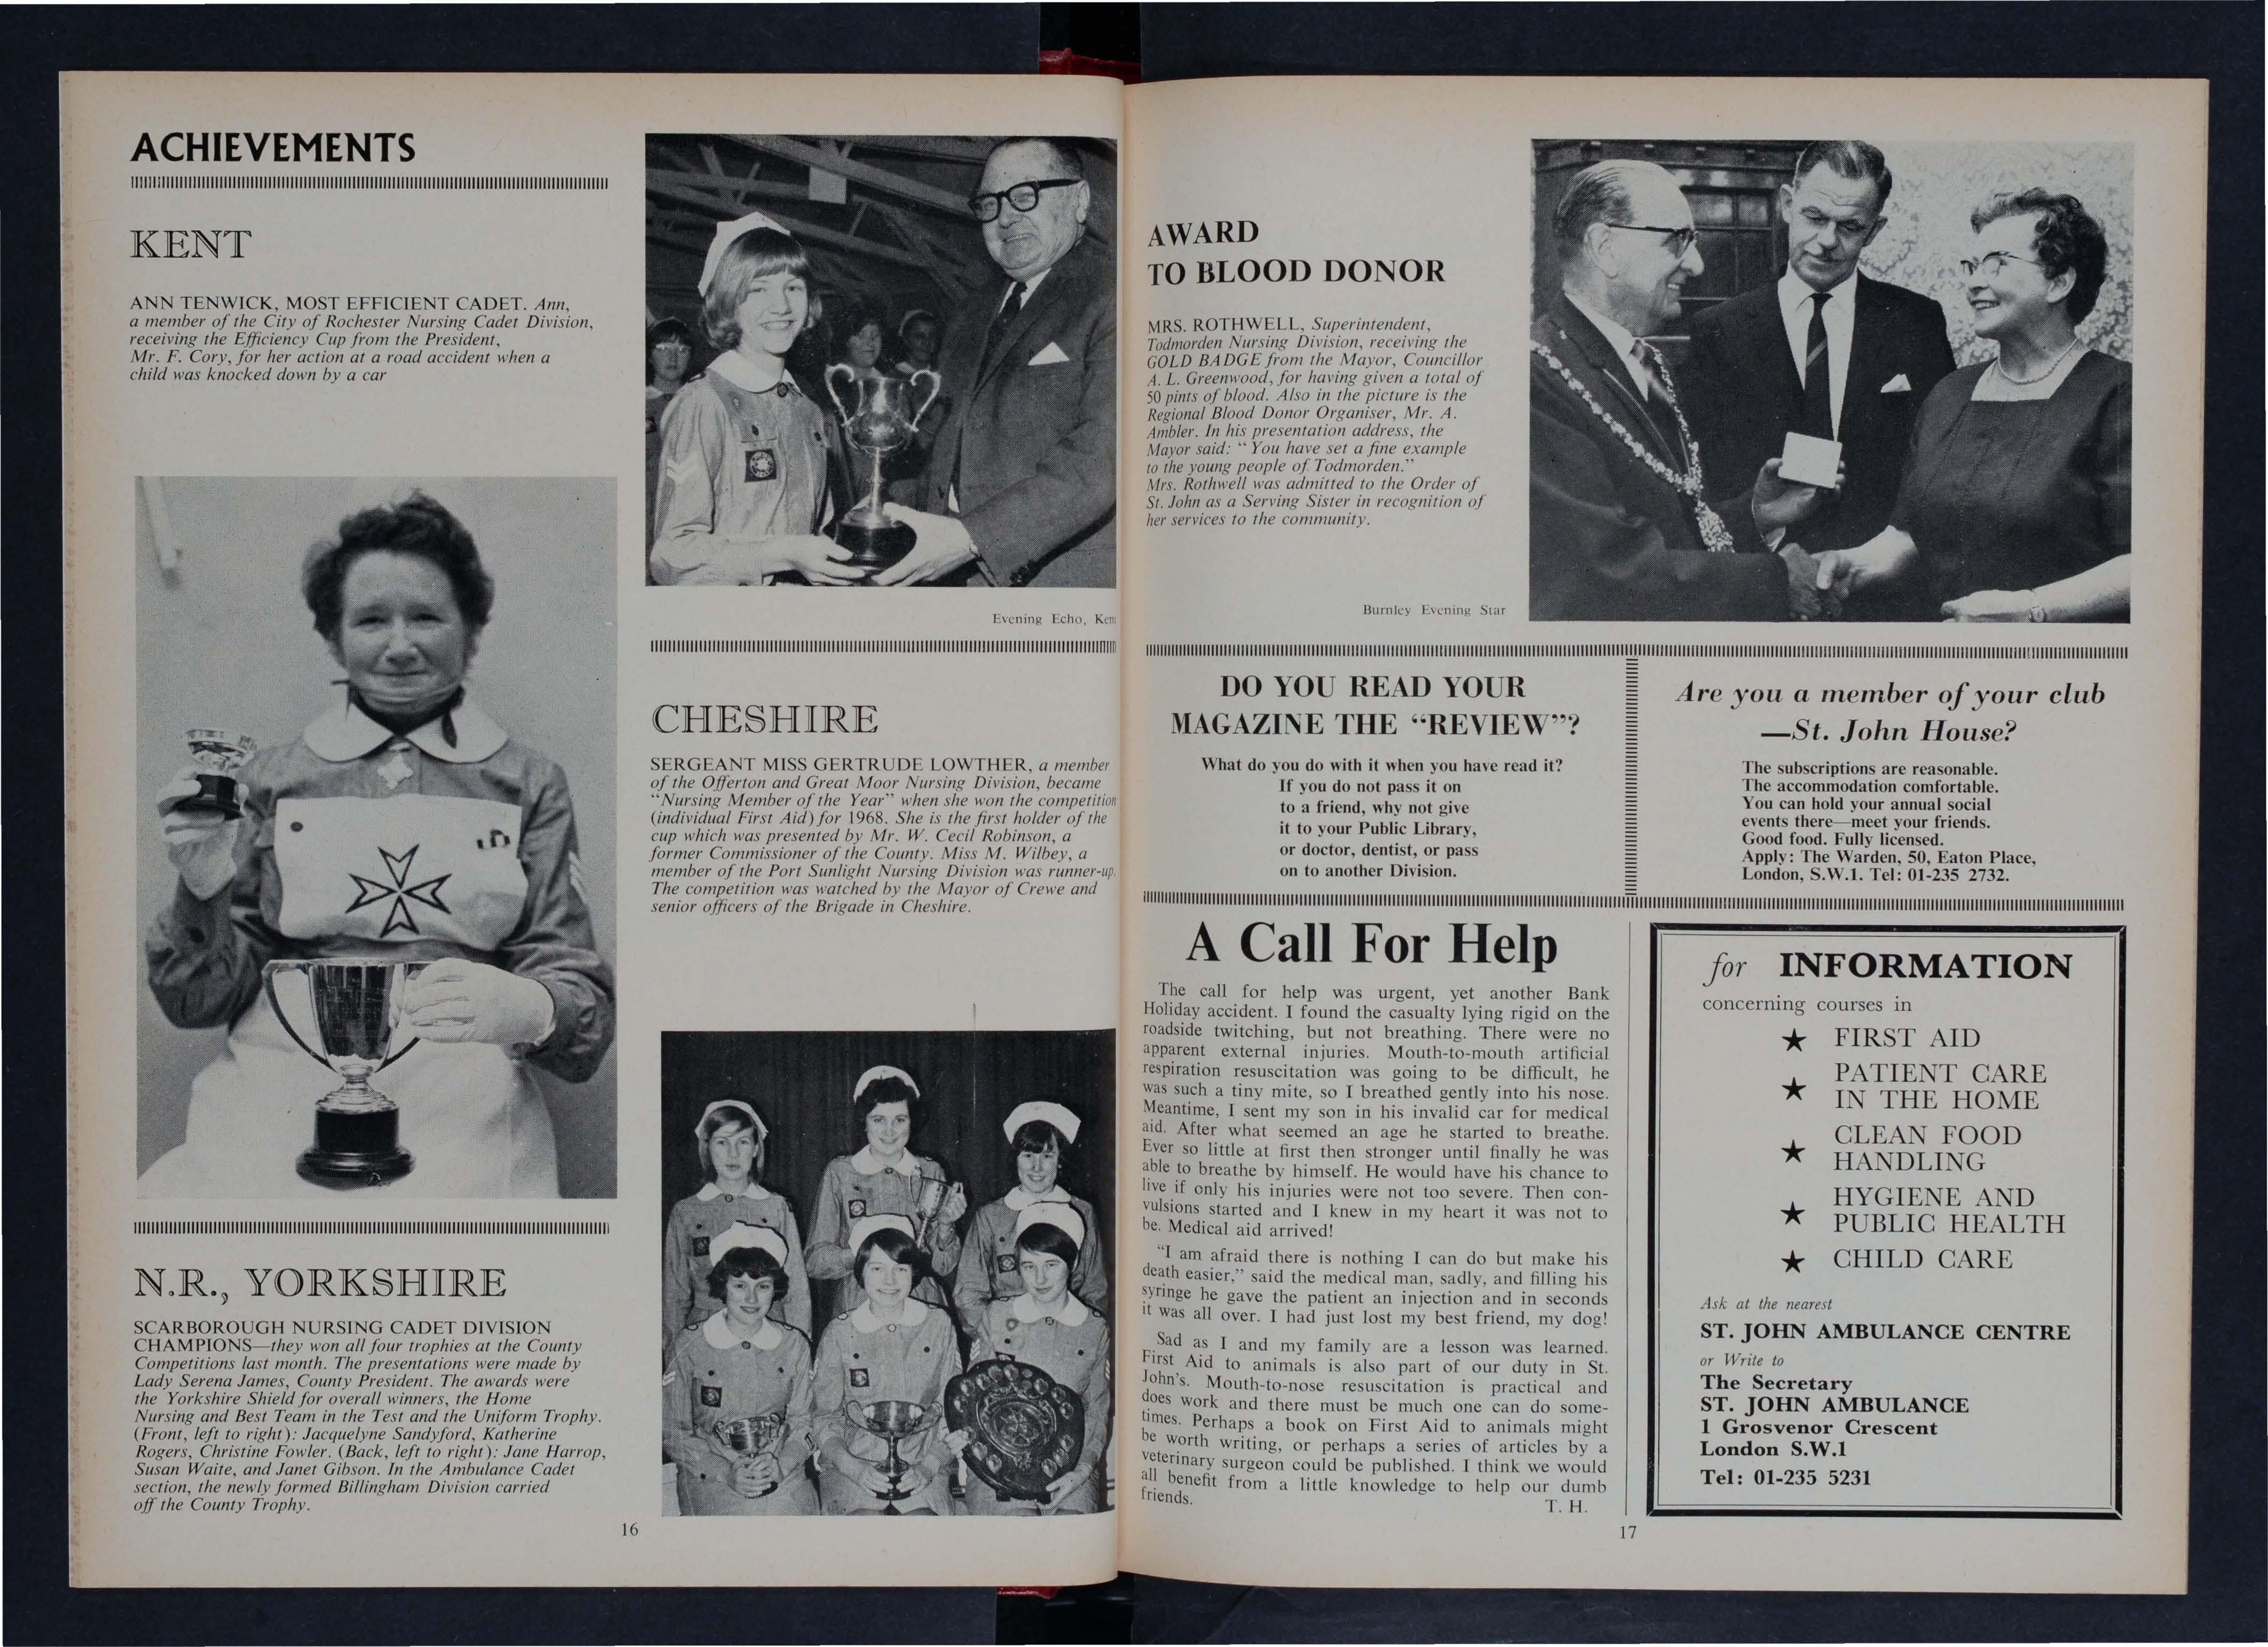 ACHIEVEMENTS
KENT
ANN TENWICK, MOST EFFICIENT CADET. Ann,
a member of the City of Rochester Nursing Cadet Division,
receiving the Efficiency Cup from the President,
Mr. F. Cory, for her action at a road accident when a
child was knocked down by a car
Evening Echo, Kent
CHESHIRE
SERGEANT MISS GERTRUDE LOWTHER, a member
of the Offerton and Great Moor Nursing Division, became
“Nursing Member of the Year” when she won the competition
(individual First Aid) for 1968. She is the first holder of the
cup which was presented by Mr. W. Cecil Robinson, a
former Commissioner of the County. Miss M. Wilbey, a
member of the Port Sunlight Nursing Division was runner-up.
The competition was watched by the Mayor of Crewe and
senior officers of the Brigade in Cheshire.
N.R., YORKSHIRE
SCARBOROUGH NURSING CADET DIVISION
CHAMPIONS—they won all four trophies at the County
Competitions last month. The presentations were made by
Lady Serena James, County President. The awards were
the Yorkshire Shield for overall winners, the Home
Nursing and Best Team in the Test and the Uniform Trophy.
(Front, left to right): Jacquelyne Sandyford, Katherine
Rogers, Christine Fowler. (Back, left to right): Jane Harrop,
Susan Waite, and Janet Gibson. In the Ambulance Cadet
section, the newly formed Billingham Division carried
off the County Trophy.
16
AWARD
TO BLOOD DONOR
MRS. ROTHWELL, Superintendent,
Todmorden Nursing Division, receiving the
GOLD BADGE from the Mayor, Councillor
A. L. Greenwood, for having given a total of
50 pints of blood. Also in the picture is the
Regional Blood Donor Organiser, Mr. A.
Ambler. In his presentation address, the
Mayor said: “ You have set a fine example
to the young people of Todmorden.”
Mrs. Rothwell was admitted to the Order of
St. John as a Serving Sister in recognition of
her services to the community.
Burnley Evening Star
DO YOU READ YOUR
MAGAZINE THE “REVIEW”?
What do you do with it when you have read it?
If you do not pass it on
to a friend, why not give
it to your Public Library,
or doctor, dentist, or pass
on to another Division.
Are you a member of your club
—St. John House?
The subscriptions are reasonable.
The accommodation comfortable.
You can hold your annual social
events there—meet your friends.
Good food. Fully licensed.
Apply: The Warden, 50, Eaton Place,
London, S.W.1. Tel: 01-235 2732.
A Call For Help
The call for help was urgent, yet another Bank
Holiday accident. I found the casualty lying rigid on the
roadside twitching, but not breathing. There were no
apparent external injuries. Mouth-to-mouth artificial
respiration resuscitation was going to be difficult, he
was such a tiny mite, so I breathed gently into his nose.
Meantime, I sent my son in his invalid car for medical
aid. After what seemed an age he started to breathe.
Ever so little at first then stronger until finally he was
able to breathe by himself. He would have his chance to
live if only his injuries were not too severe. Then con-
vulsions started and I knew in my heart it was not to
be. Medical aid arrived!
“I am afraid there is nothing I can do but make his
death easier,” said the medical man, sadly, and filling his
syringe he gave the patient an injection and in seconds
it was all over. I had just lost my best friend, my dog!
Sad as I and my family are a lesson was learned.
First Aid to animals is also part of our duty in St.
John's. Mouth-to-nose resuscitation is practical and
does work and there must be much one can do some-
times. Perhaps a book on First Aid to animals might
be worth writing, or perhaps a series of articles by a
veterinary surgeon could be published. I think we would
all benefit from a little knowledge to help our dumb
friends.
T. H.
for INFORMATION
concerning courses in
★ FIRST AID
★ PATIENT CARE
IN THE HOME
★ CLEAN FOOD
HANDLING
★ HYGIENE AND
PUBLIC HEALTH
★ CHILD CARE
Ask at the nearest
ST. JOHN AMBULANCE CENTRE
or Write to
The Secretary
ST. JOHN AMBULANCE
1 Grosvenor Crescent
London S.W.1
Tel: 01-235 5231
17